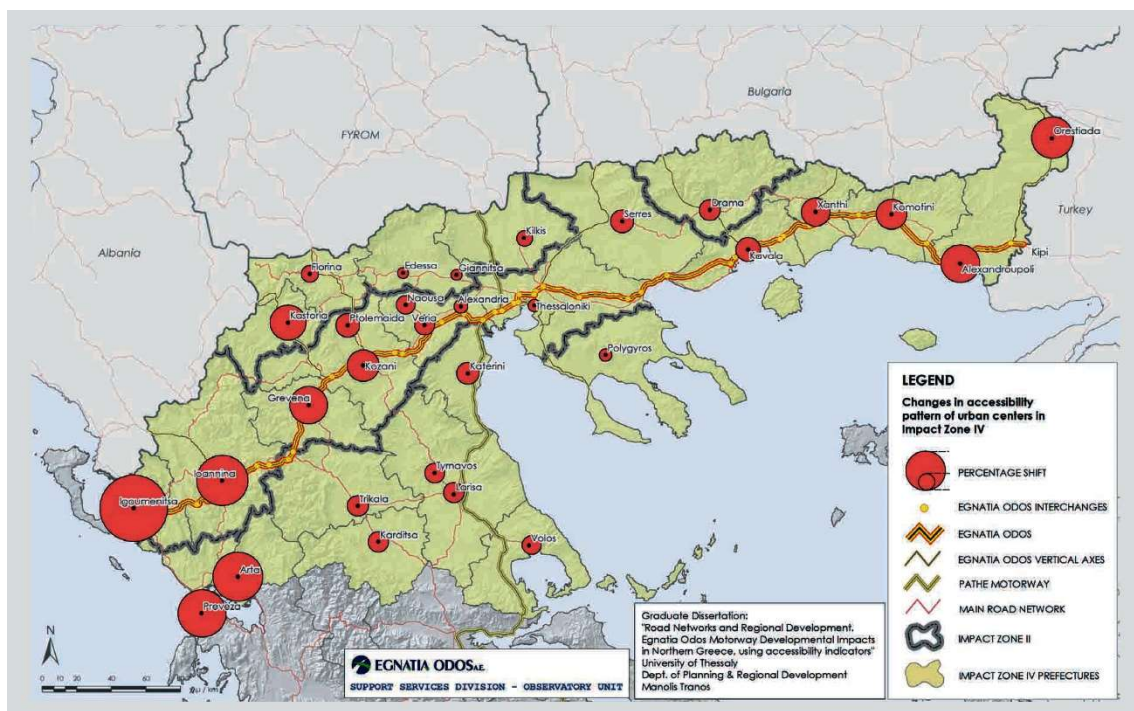 Bulgaria
FYROM
Orestiada
Drama
Xanthi
Komotini
Serres
Turkey
Kilkis
Albania
Kavala
Kipi
Alexandroupoli
Florina
Edessa
Giannitsa
Naousa
Alexandria
Thessaloniki
Kastoria
Ptolemaida
Veria
Polygyros
Kozani
Katerini
Grevena
Ioannina
Tyrnavos
Igoumenitsa
Larisa
Trikala
Karditsa
Volos
Arta
Preveza
LEGEND
Changes in accessibility
pattern of urban centers in
Impact Zone IV
PERCENTAGE SHIFT
EGNATIA ODOS INTERCHANGES
EGNATIA ODOS
EGNATIA ODOS VERTICAL AXES
PATHE MOTORWAY
MAIN ROAD NETWORK
IMPACT ZONE II
IMPACT ZONE IV PREFECTURES
Graduate Dissertation:
"Road Networks and Regional Development.
Egnatia Odos Motorway Developmental Impacts
in Northern Greece, using accessibility indicators"
University of Thessaly
Dept. of Planning & Regional Development
Manolis Tranos
N
EGNATIA ODOS A.E.
SUPPORT SERVICES DIVISION - OBSERVATORY UNIT
0 20 40 60 80